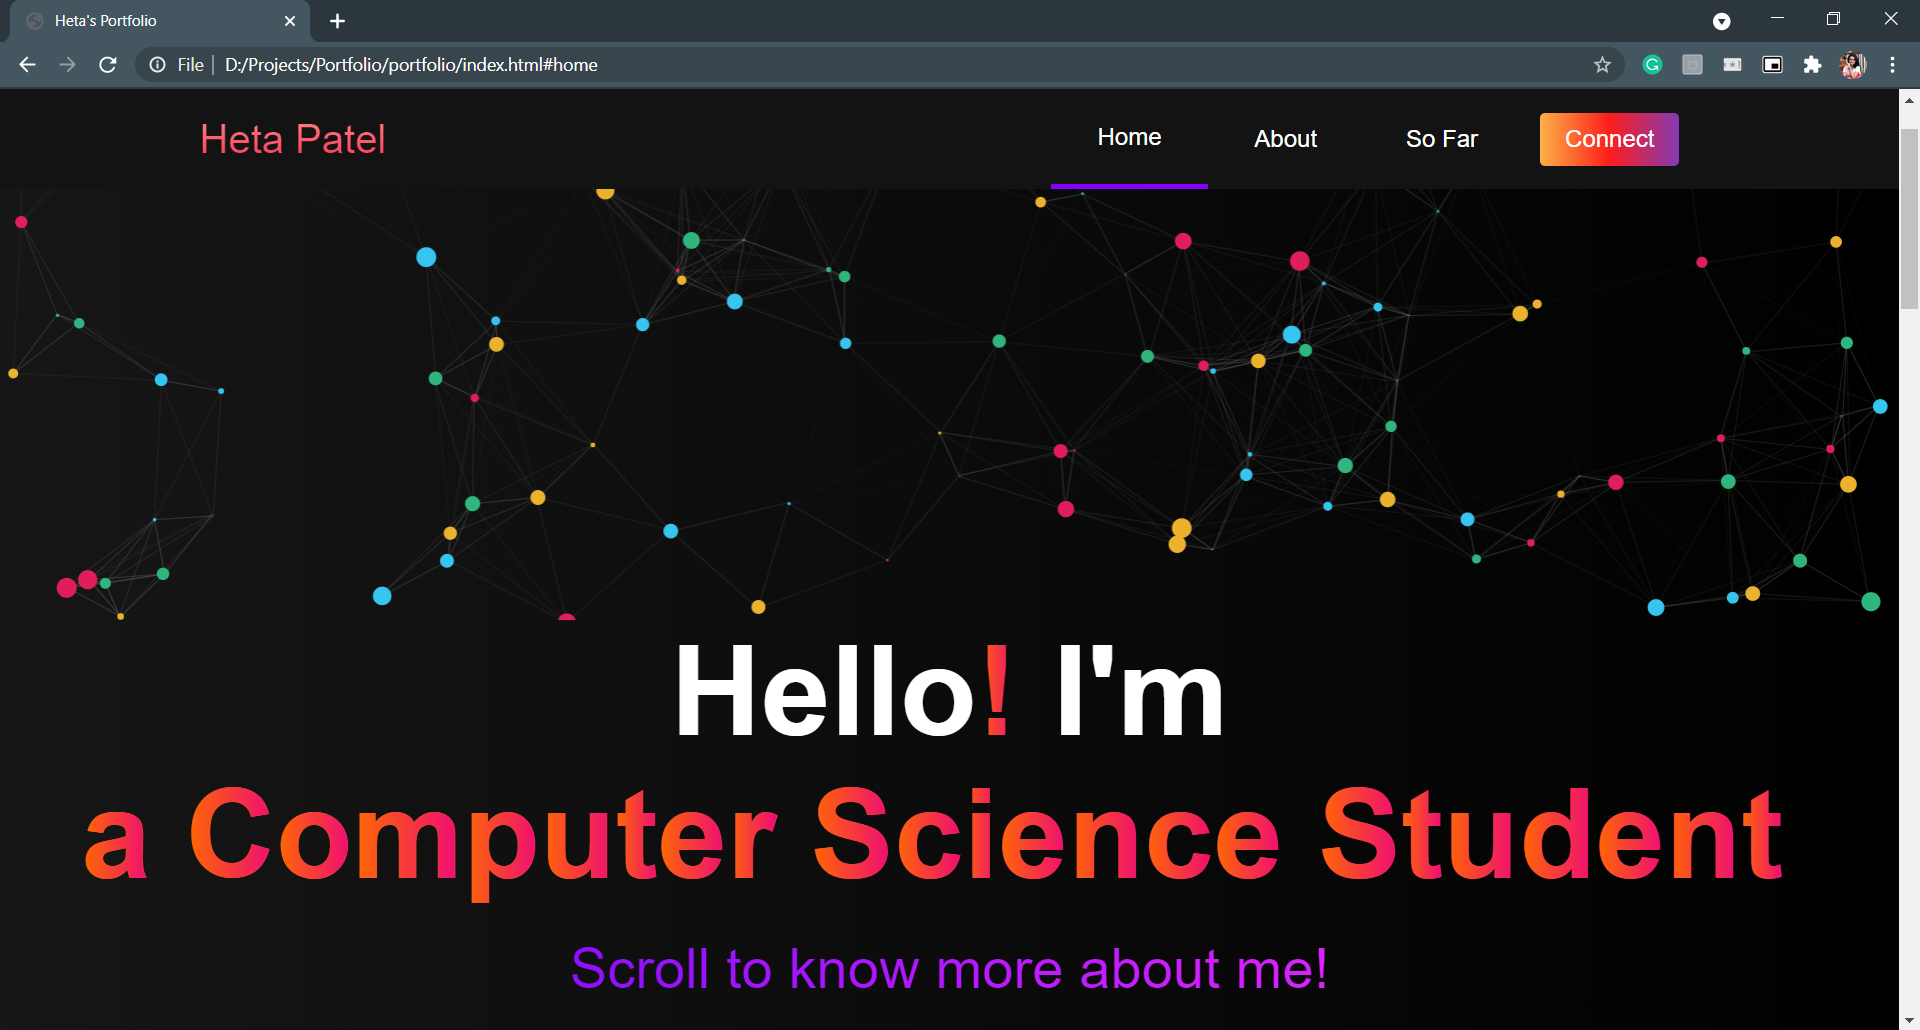 Heta's Portfolio
File | D:/Projects/Portfolio/portfolio/index.html#home
Heta Patel
Home About So Far Connect
Hello! I'm
a Computer Science Student
Scroll to know more about me!